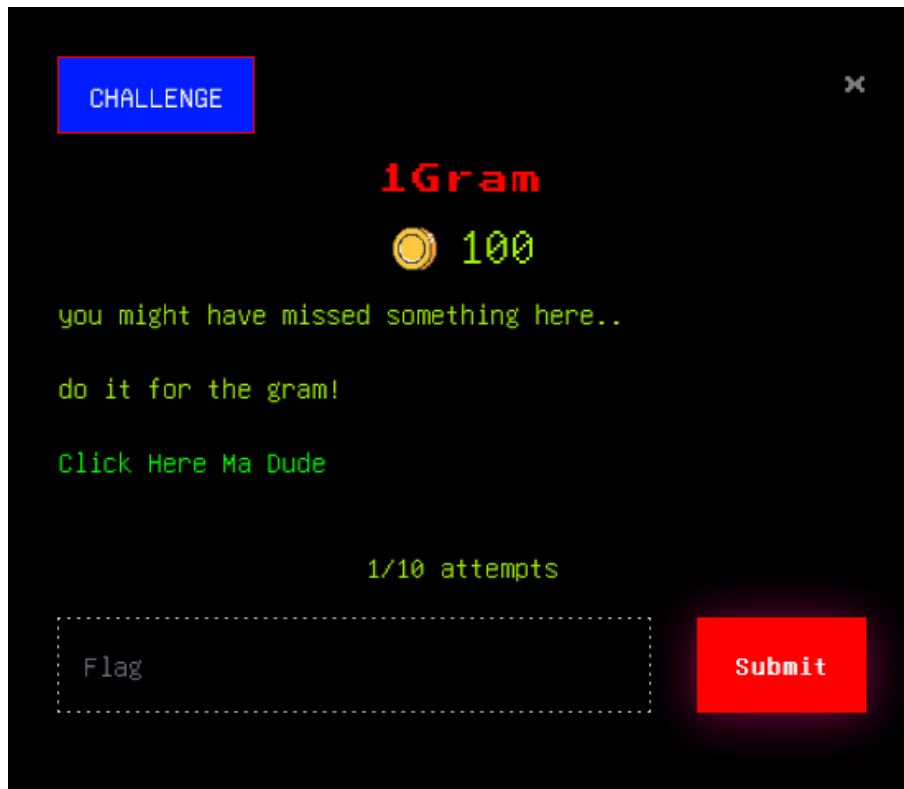 CHALLENGE
×
1Gram
100
you might have missed something here..
do it for the gram!
Click Here Ma Dude
1/10 attempts
Flag
Submit